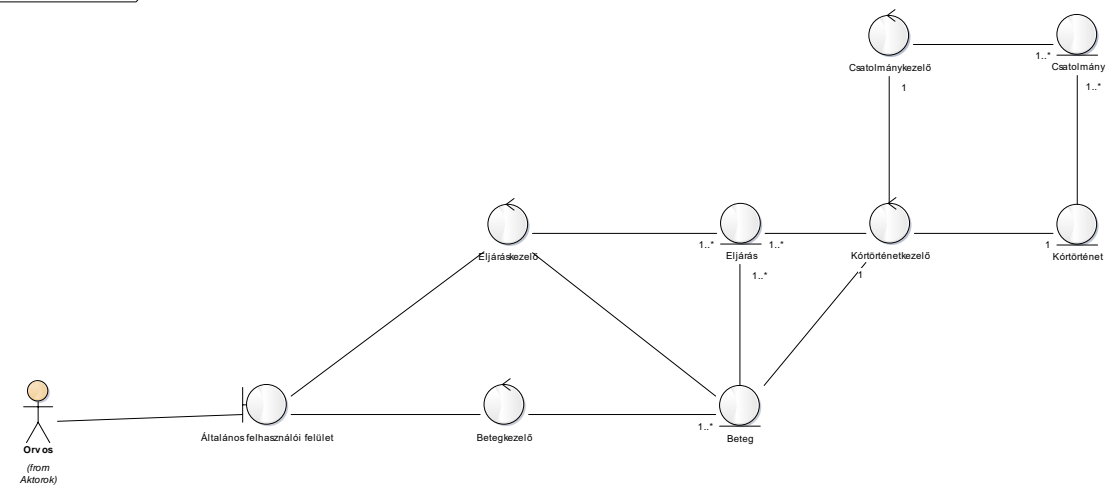 Csatolmánykezelő
1..*
Csatolmány
1
1..*
Eljáráskezelő
1..*
Eljárás
1..*
Kórtörténetkezelő
1
Kórtörténet
1..*
1
Általános felhasználói felület
Betegkezelő
1..*
Beteg
Orvos
(from
Aktorok)